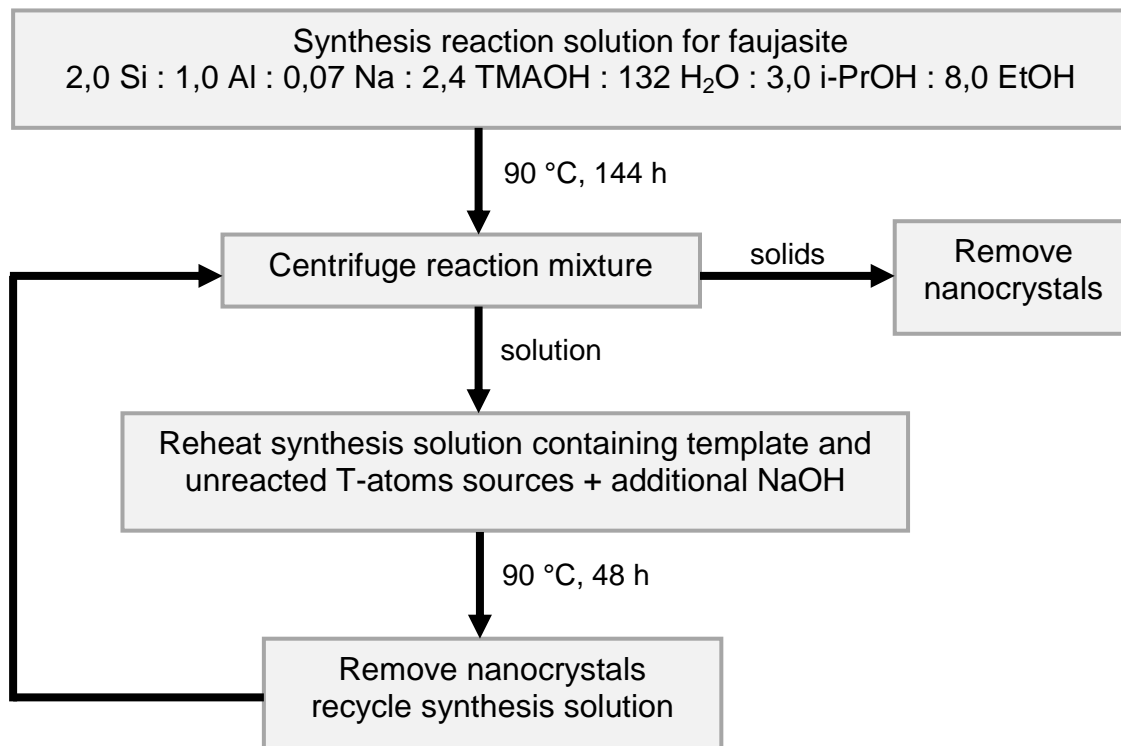 Synthesis reaction solution for faujasite
2,0 Si : 1,0 Al : 0,07 Na : 2,4 TMAOH : 132 H₂O : 3,0 i-PrOH : 8,0 EtOH
90 °C, 144 h
Centrifuge reaction mixture
solids
Remove
nanocrystals
solution
Reheat synthesis solution containing template and
unreacted T-atoms sources + additional NaOH
90 °C, 48 h
Remove nanocrystals
recycle synthesis solution